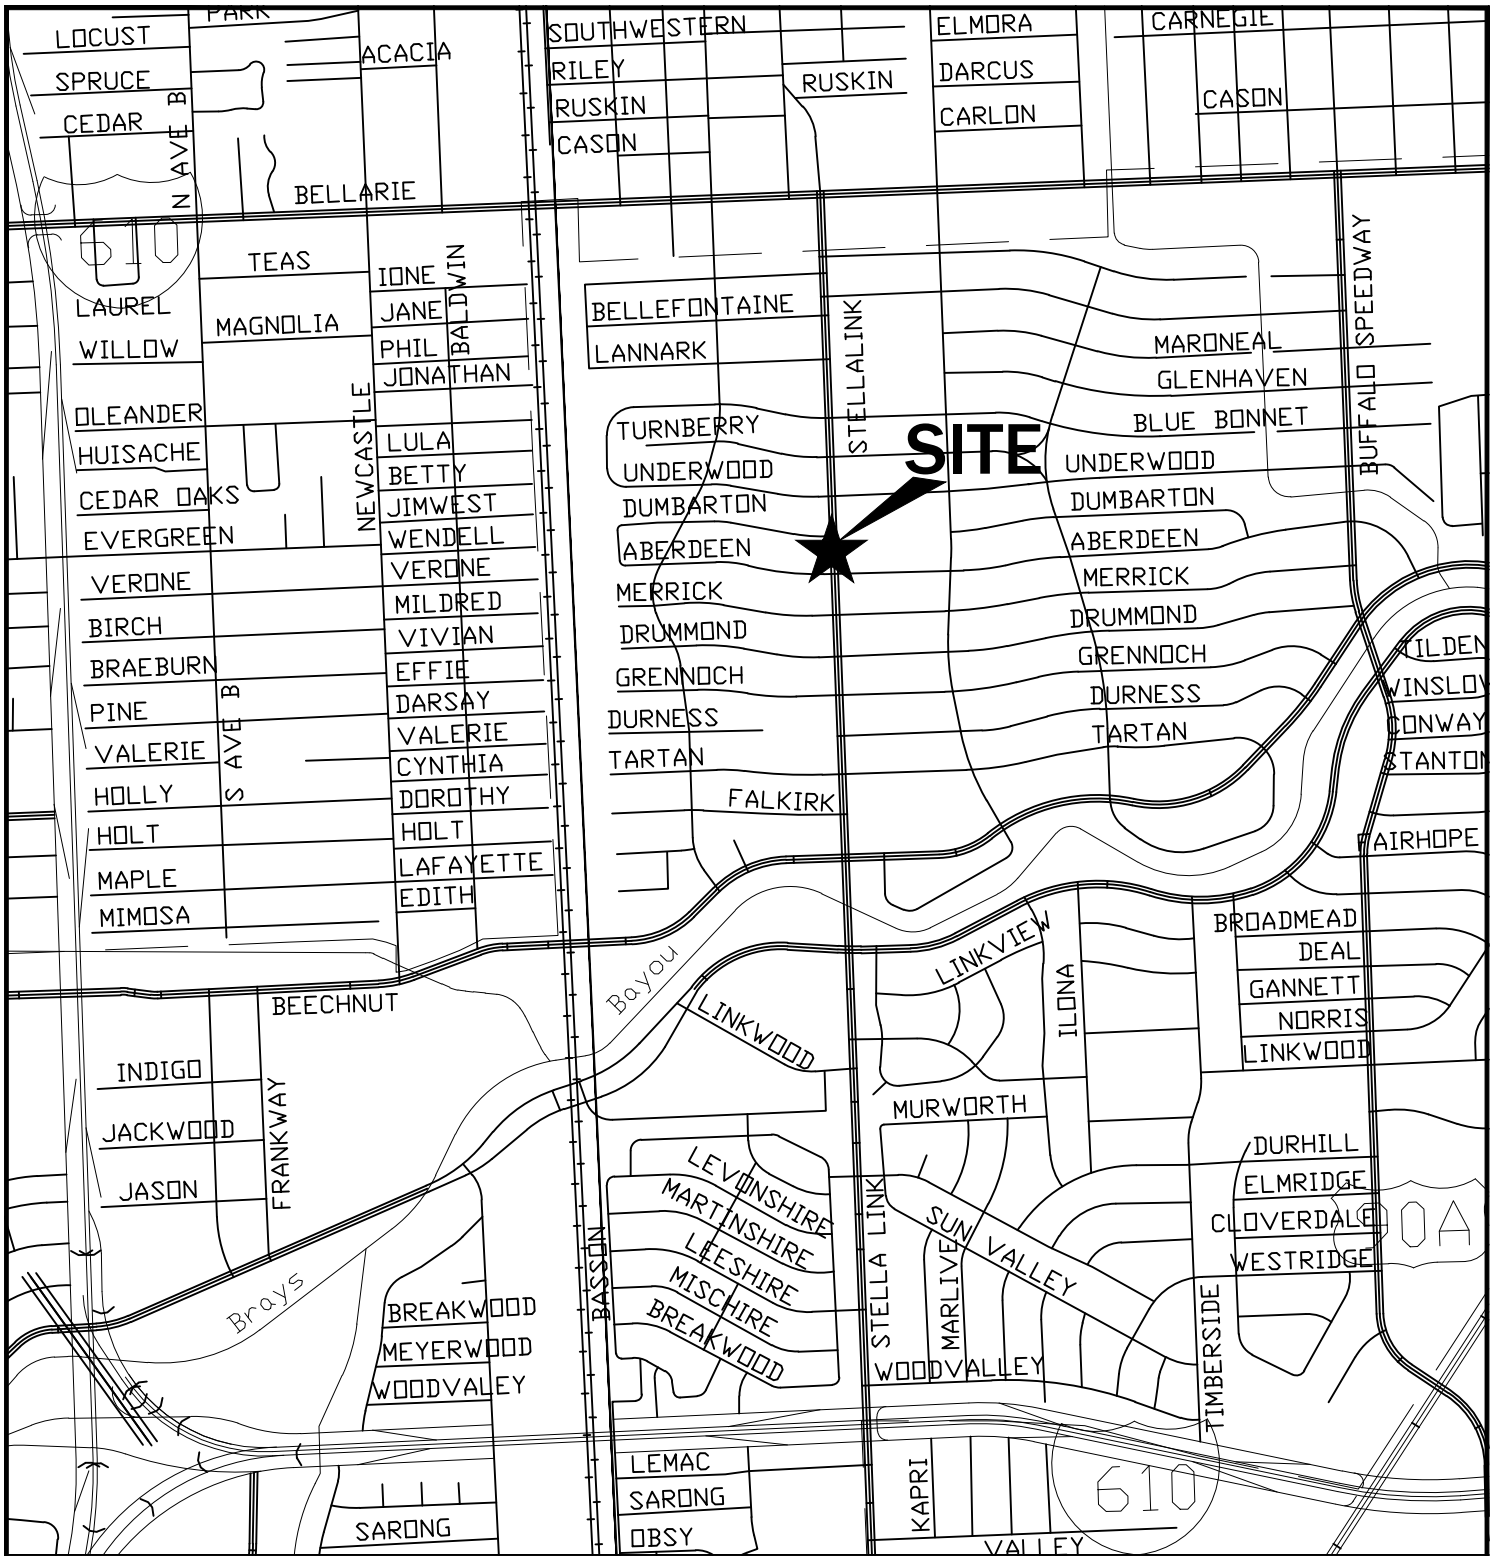 PARK
LOCUST
SPRUCE
CEDAR
N AVE B
ACACIA
BELLARIE
SOUTHWESTERN
RILEY
RUSKIN
CASON
RUSKIN
ELMORA
DARCUS
CARLON
CARNEGIE
CASON
610
TEAS
LAUREL
MAGNOLIA
WILLOW
IONE
JANE
PHIL
JONATHAN
BALDWIN
NEWCASTLE
BELLEFONTAINE
LANNARK
STELLALINK
MARONEAL
GLENHAVEN
BLUE BONNET
BUFFALO SPEEDWAY
OLEANDER
HUISACHE
CEDAR OAKS
EVERGREEN
VERONE
BIRCH
BRAEBURN
PINE
VALERIE
HOLLY
HOLT
MAPLE
MIMOSA
S AVE B
LULA
BETTY
JIMWEST
WENDELL
VERONE
MILDRED
VIVIAN
EFFIE
DARSAY
VALERIE
CYNTHIA
DOROTHY
HOLT
LAFAYETTE
EDITH
TURNBERRY
UNDERWOOD
DUMBARTON
ABERDEEN
MERRICK
DRUMMOND
GRENNOCH
DURNESS
TARTAN
FALKIRK
SITE
UNDERWOOD
DUMBARTON
ABERDEEN
MERRICK
DRUMMOND
GRENNOCH
DURNESS
TARTAN
TILDEN
WINSLOW
CONWAY
STANTON
FAIRHOPE
BEECHNUT
Bayou
LINKWOOD
LINKVIEW
ILONA
BROADMEAD
DEAL
GANNETT
NORRIS
LINKWOOD
INDIGO
JACKWOOD
JASON
FRANKWAY
MURWORTH
DURHILL
ELMRIDGE
CLOVERDALE
WESTRIDGE
90A
LEVONSHIRE
MARTINSHIRE
LEESHIRE
MISCHIRE
BREAKWOOD
BASSON
STELLA LINK
MARLIVE
SUN VALLEY
WOODVALLEY
TIMBERSIDE
Brays
BREAKWOOD
MEYERWOOD
WOODVALEY
SARONG
LEMAC
SARONG
OBSY
KAPRI
610
VALLEY